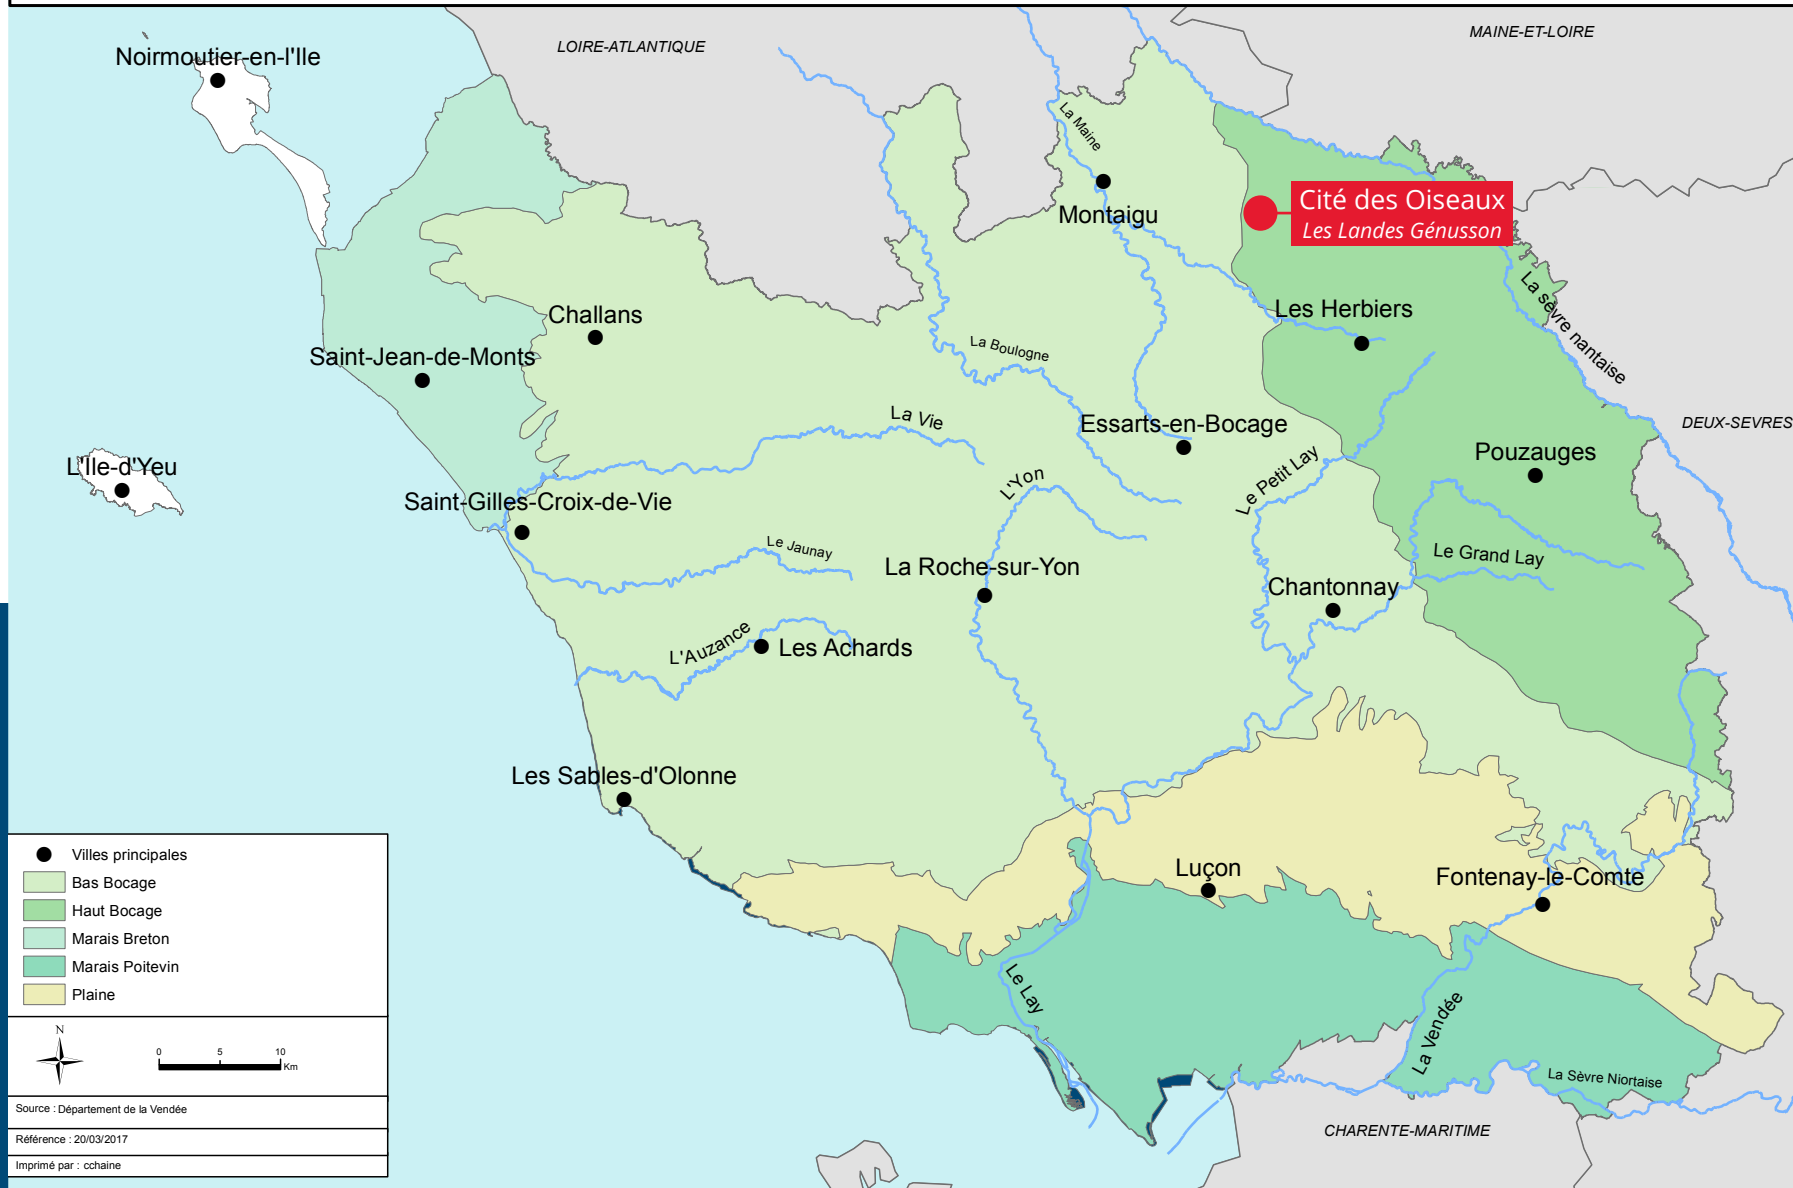 LOIRE-ATLANTIQUE
MAINE-ET-LOIRE
Noirmoutier-en-l'Ile
La Maine
Cité des Oiseaux
Les Landes Génusson
Montaigu
La sèvre nantaise
Les Herbiers
Challans
Saint-Jean-de-Monts
La Boulogne
La Vie
Essarts-en-Bocage
DEUX-SEVRES
Pouzauges
L'Ile-d'Yeu
L'Yon
Le Petit Lay
Saint-Gilles-Croix-de-Vie
Le Jaunay
La Roche-sur-Yon
Le Grand Lay
Chantonnay
L'Auzance
Les Achards
Les Sables-d'Olonne
Luçon
Fontenay-le-Comte
Le Lay
La Vendée
La Sèvre Niortaise
CHARENTE-MARITIME
Villes principales
Bas Bocage
Haut Bocage
Marais Breton
Marais Poitevin
Plaine
N
0 5 10
Km
Source : Département de la Vendée
Référence : 20/03/2017
Imprimé par : cchaine